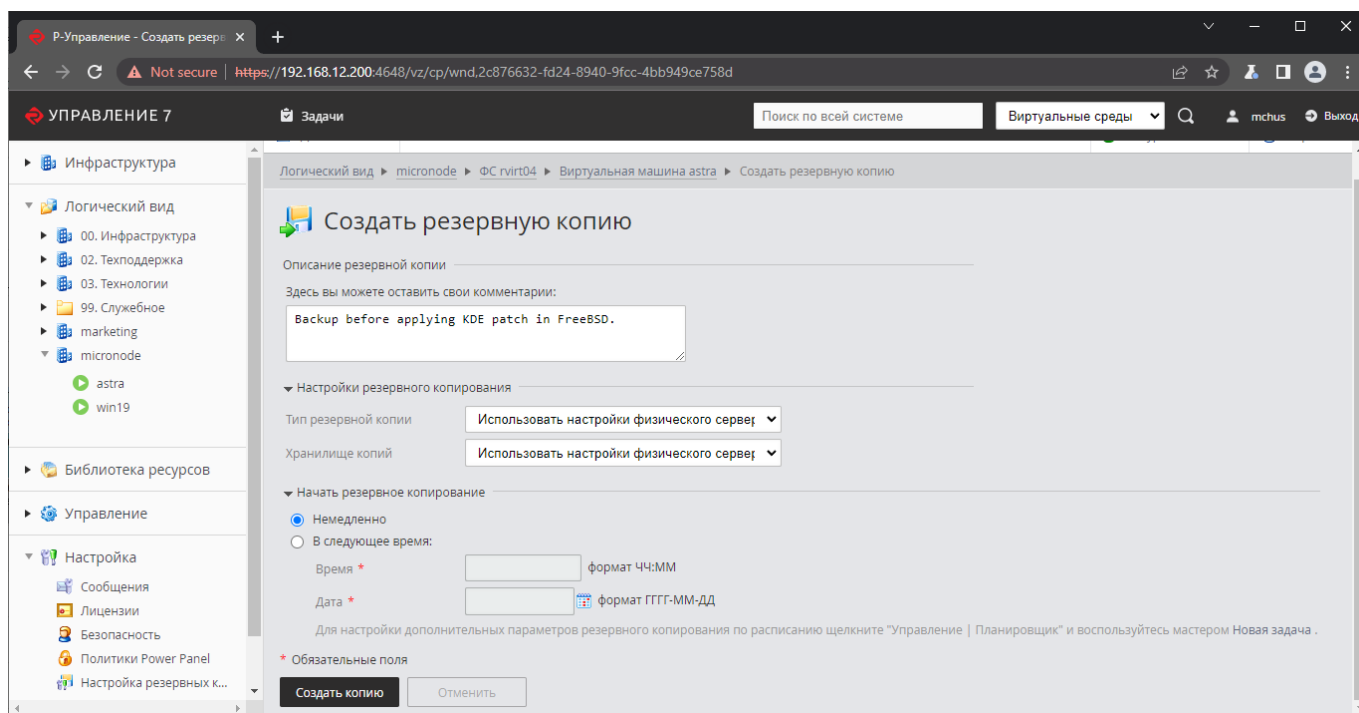 Р-Управление - Создать резерв
Not secure | https://192.168.12.200:4648/vz/cp/wnd,2c876632-fd24-8940-9fcc-4bb949ce758d
УПРАВЛЕНИЕ 7
Задачи
Поиск по всей системе
Виртуальные среды
mchus
Выход
Инфраструктура
Логический вид
00. Инфраструктура
02. Техподдержка
03. Технологии
99. Служебное
marketing
micronode
astra
win19
Библиотека ресурсов
Управление
Настройка
Сообщения
Лицензии
Безопасность
Политики Power Panel
Настройка резервных к...
Логический вид micronode ФС rvirt04 Виртуальная машина astra Создать резервную копию
Создать резервную копию
Описание резервной копии
Здесь вы можете оставить свои комментарии:
Backup before applying KDE patch in FreeBSD.
Настройки резервного копирования
Тип резервной копии Использовать настройки физического сервер
Хранилище копий Использовать настройки физического сервер
Начать резервное копирование
Немедленно
В следующее время:
Время * формат ЧЧ:ММ
Дата * формат ГГГГ-ММ-ДД
Для настройки дополнительных параметров резервного копирования по расписанию щелкните "Управление | Планировщик" и воспользуйтесь мастером Новая задача .
* Обязательные поля
Создать копию Отменить